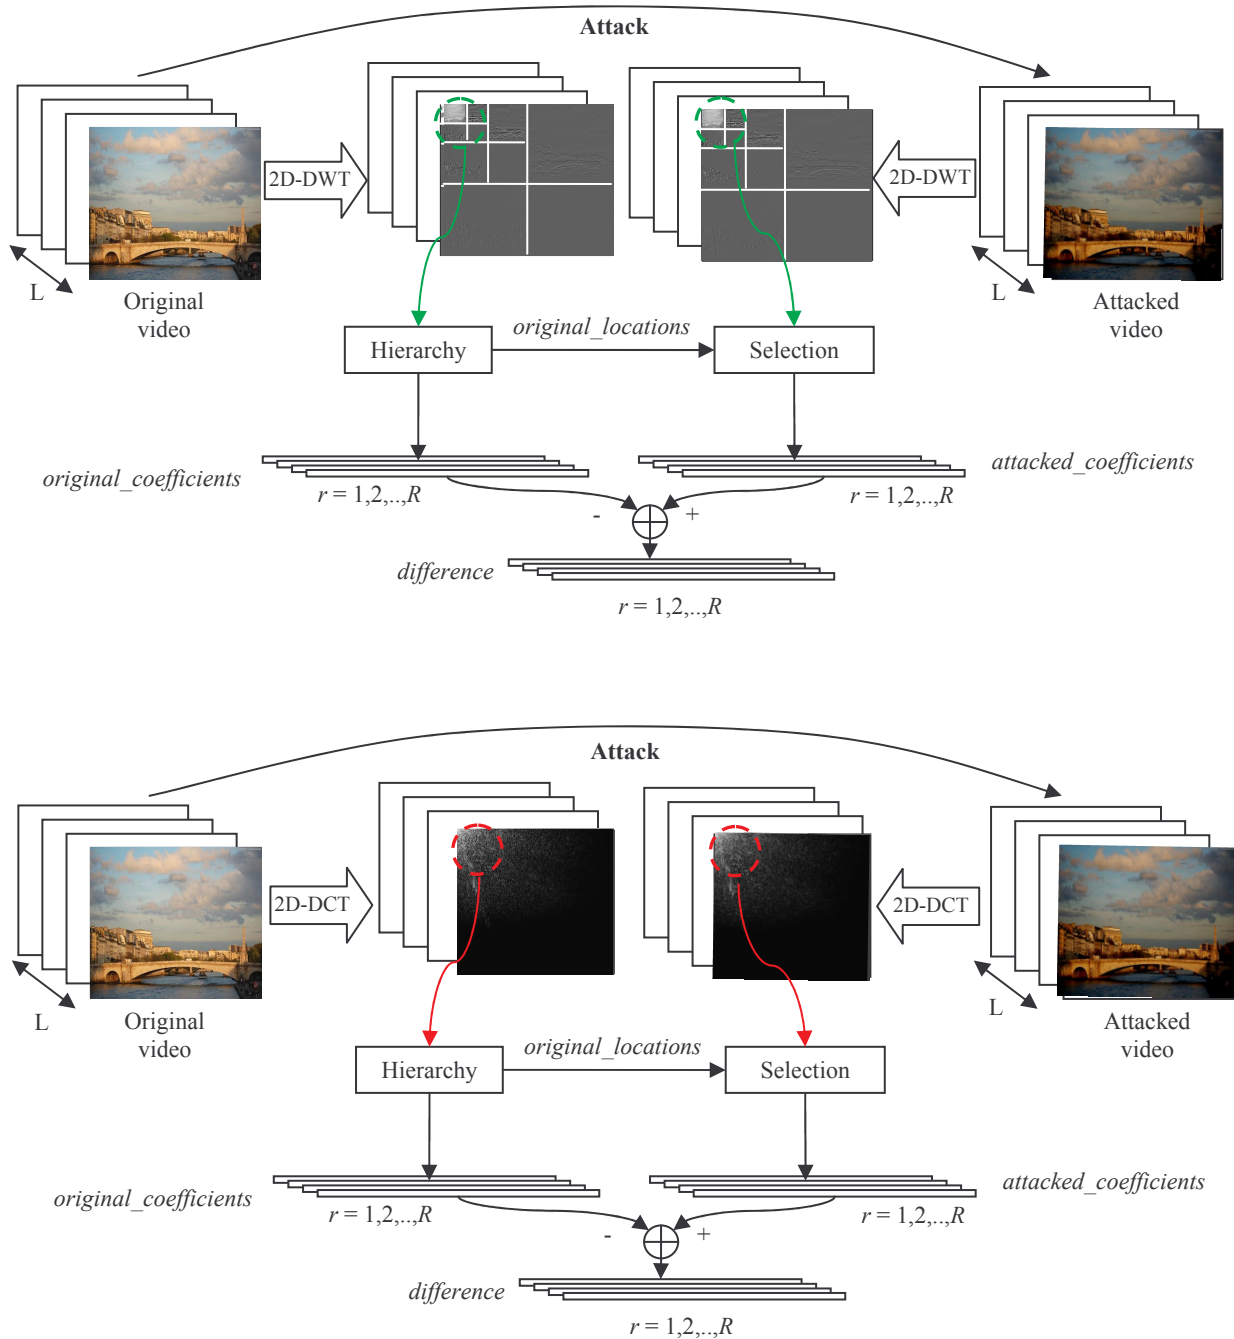 Attack
2D-DWT
2D-DWT
L
Original
video
L
Attacked
video
original_locations
Hierarchy
Selection
original_coefficients
attacked_coefficients
r = 1,2,..,R
r = 1,2,..,R
-
+
difference
r = 1,2,..,R
Attack
2D-DCT
2D-DCT
L
Original
video
L
Attacked
video
original_locations
Hierarchy
Selection
original_coefficients
attacked_coefficients
r = 1,2,..,R
r = 1,2,..,R
-
+
difference
r = 1,2,..,R